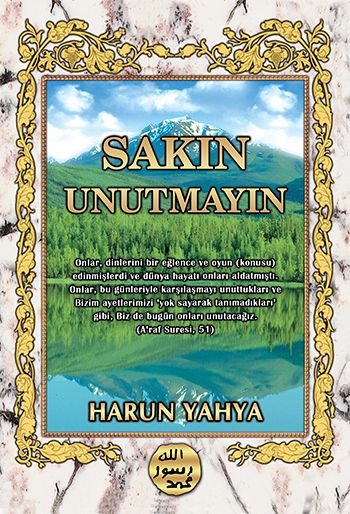 SAKIN
UNUTMAYIN
Onlar, dinlerini bir eğlence ve oyun (konusu)
edinmişlerdi ve dünya hayatı onları aldatmıştı.
Onlar, bu günleriyle karşılaşmayı unuttukları ve
Bizim ayetlerimizi 'yok sayarak tanımadıkları'
gibi, Biz de bugün onları unutacağız.
(A'raf Suresi, 51)
HARUN YAHYA
الله
رسور
محمد